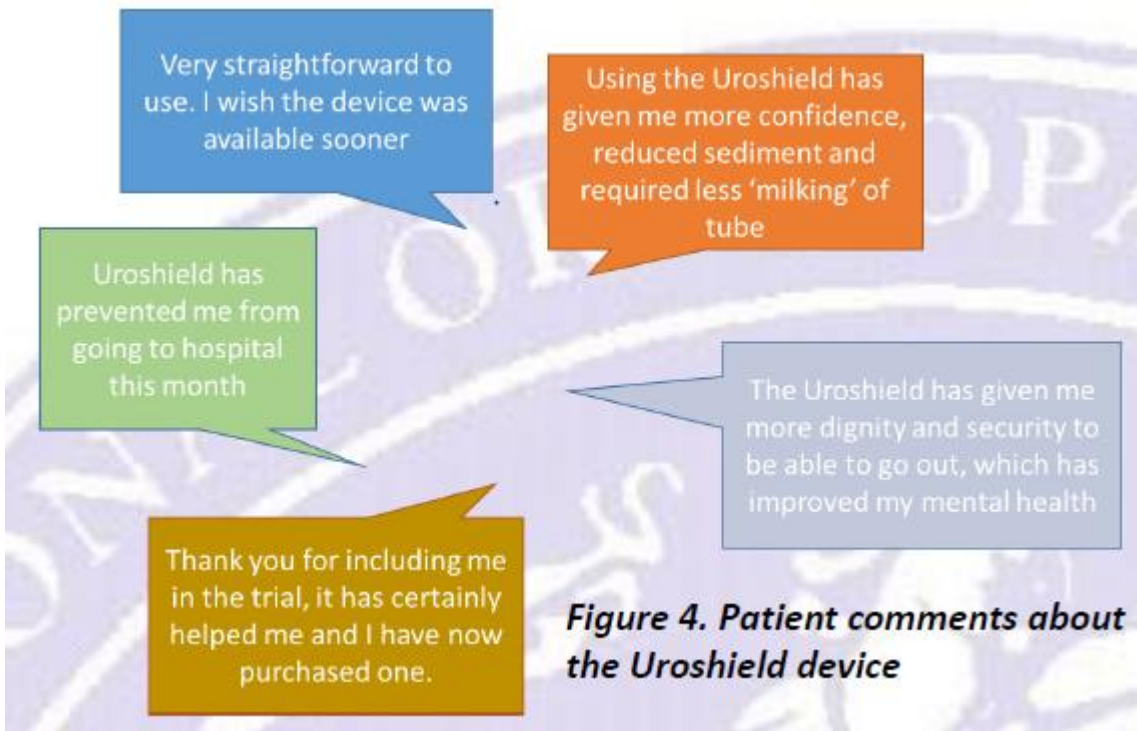 Very straightforward to
use. I wish the device was
available sooner
Using the Uroshield has
given me more confidence,
reduced sediment and
required less ‘milking’ of
tube
Uroshield has
prevented me from
going to hospital
this month
The Uroshield has given me
more dignity and security to
be able to go out, which has
improved my mental health
Thank you for including me
in the trial, it has certainly
helped me and I have now
purchased one.
Figure 4. Patient comments about
the Uroshield device